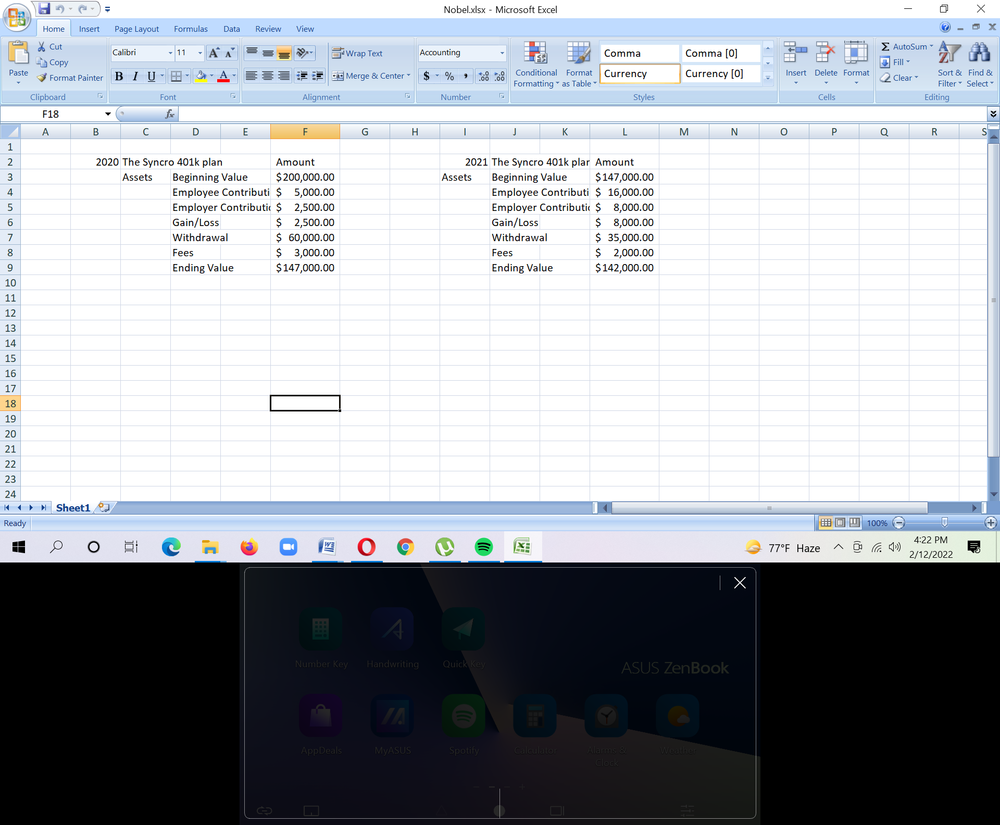 Nobel.xlsx - Microsoft Excel
Home Insert Page Layout Formulas Data Review View
Paste
Cut
Copy
Format Painter
Clipboard
Calibri 11
B I U
Font
Wrap Text
Merge & Center
Alignment
Accounting
$ % , .00 .00
Number
Conditional Formatting
Format as Table
Comma Comma [0]
Currency Currency [0]
Styles
Insert Delete Format
Cells
AutoSum
Fill
Clear
Sort & Filter
Find & Select
Editing
F18 fx
A B C D E F G H I J K L M N O P Q R S
1
2 2020 The Syncro 401k plan Amount 2021 The Syncro 401k plan Amount
3 Assets Beginning Value $200,000.00 Assets Beginning Value $147,000.00
4 Employee Contributi $ 5,000.00 Employee Contributi $ 16,000.00
5 Employer Contributi $ 2,500.00 Employer Contributi $ 8,000.00
6 Gain/Loss $ 2,500.00 Gain/Loss $ 8,000.00
7 Withdrawal $ 60,000.00 Withdrawal $ 35,000.00
8 Fees $ 3,000.00 Fees $ 2,000.00
9 Ending Value $147,000.00 Ending Value $142,000.00
10
11
12
13
14
15
16
17
18
19
20
21
22
23
24
Sheet1
Ready 100%
77°F Haze 4:22 PM
2/12/2022
Number Key Handwriting Quick Key
ASUS ZenBook
AppDeals MyASUS Spotify Calculator Alarms & Clock Weather